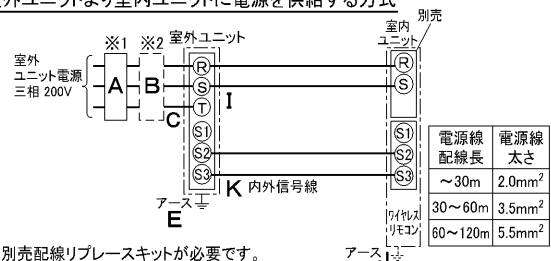 外ユニットより室内ユニットに電源を供給する方式
※1
※2
室外ユニット
室内
ユニット
別売
室外
ユニット電源
三相 200V
A
B
C
R
S
T
I
R
S
S1
S2
S3
S1
S2
S3
K 内外信号線
アース
E
ワイヤレス
リモコン
アース
電源線
配線長
電源線
太さ
~30m
2.0mm²
30~60m
3.5mm²
60~120m
5.5mm²
別売配線リプレースキットが必要です。